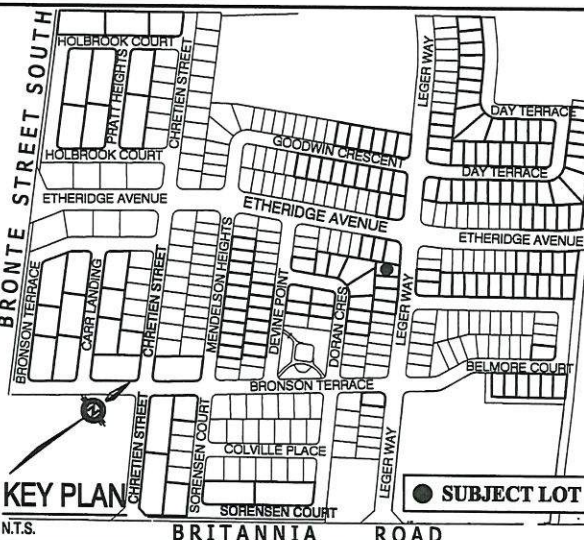 HOLBROOK COURT
PRATT HEIGHTS
CHRETIEN STREET
BRONTE STREET SOUTH
HOLBROOK COURT
LEGER WAY
DAY TERRACE
GOODWIN CRESCENT
DAY TERRACE
ETHERIDGE AVENUE
ETHERIDGE AVENUE
ETHERIDGE AVENUE
BRONSON TERRACE
CARR LANDING
CHRETIEN STREET
MENDELSON HEIGHTS
DEVINE POINT
DORAN CRES.
LEGER WAY
BELMORE COURT
BRONSON TERRACE
N
CHRETIEN STREET
SORENSEN COURT
COLVILLE PLACE
LEGER WAY
KEY PLAN
SUBJECT LOT
SORENSEN COURT
N.T.S.
BRITANNIA ROAD